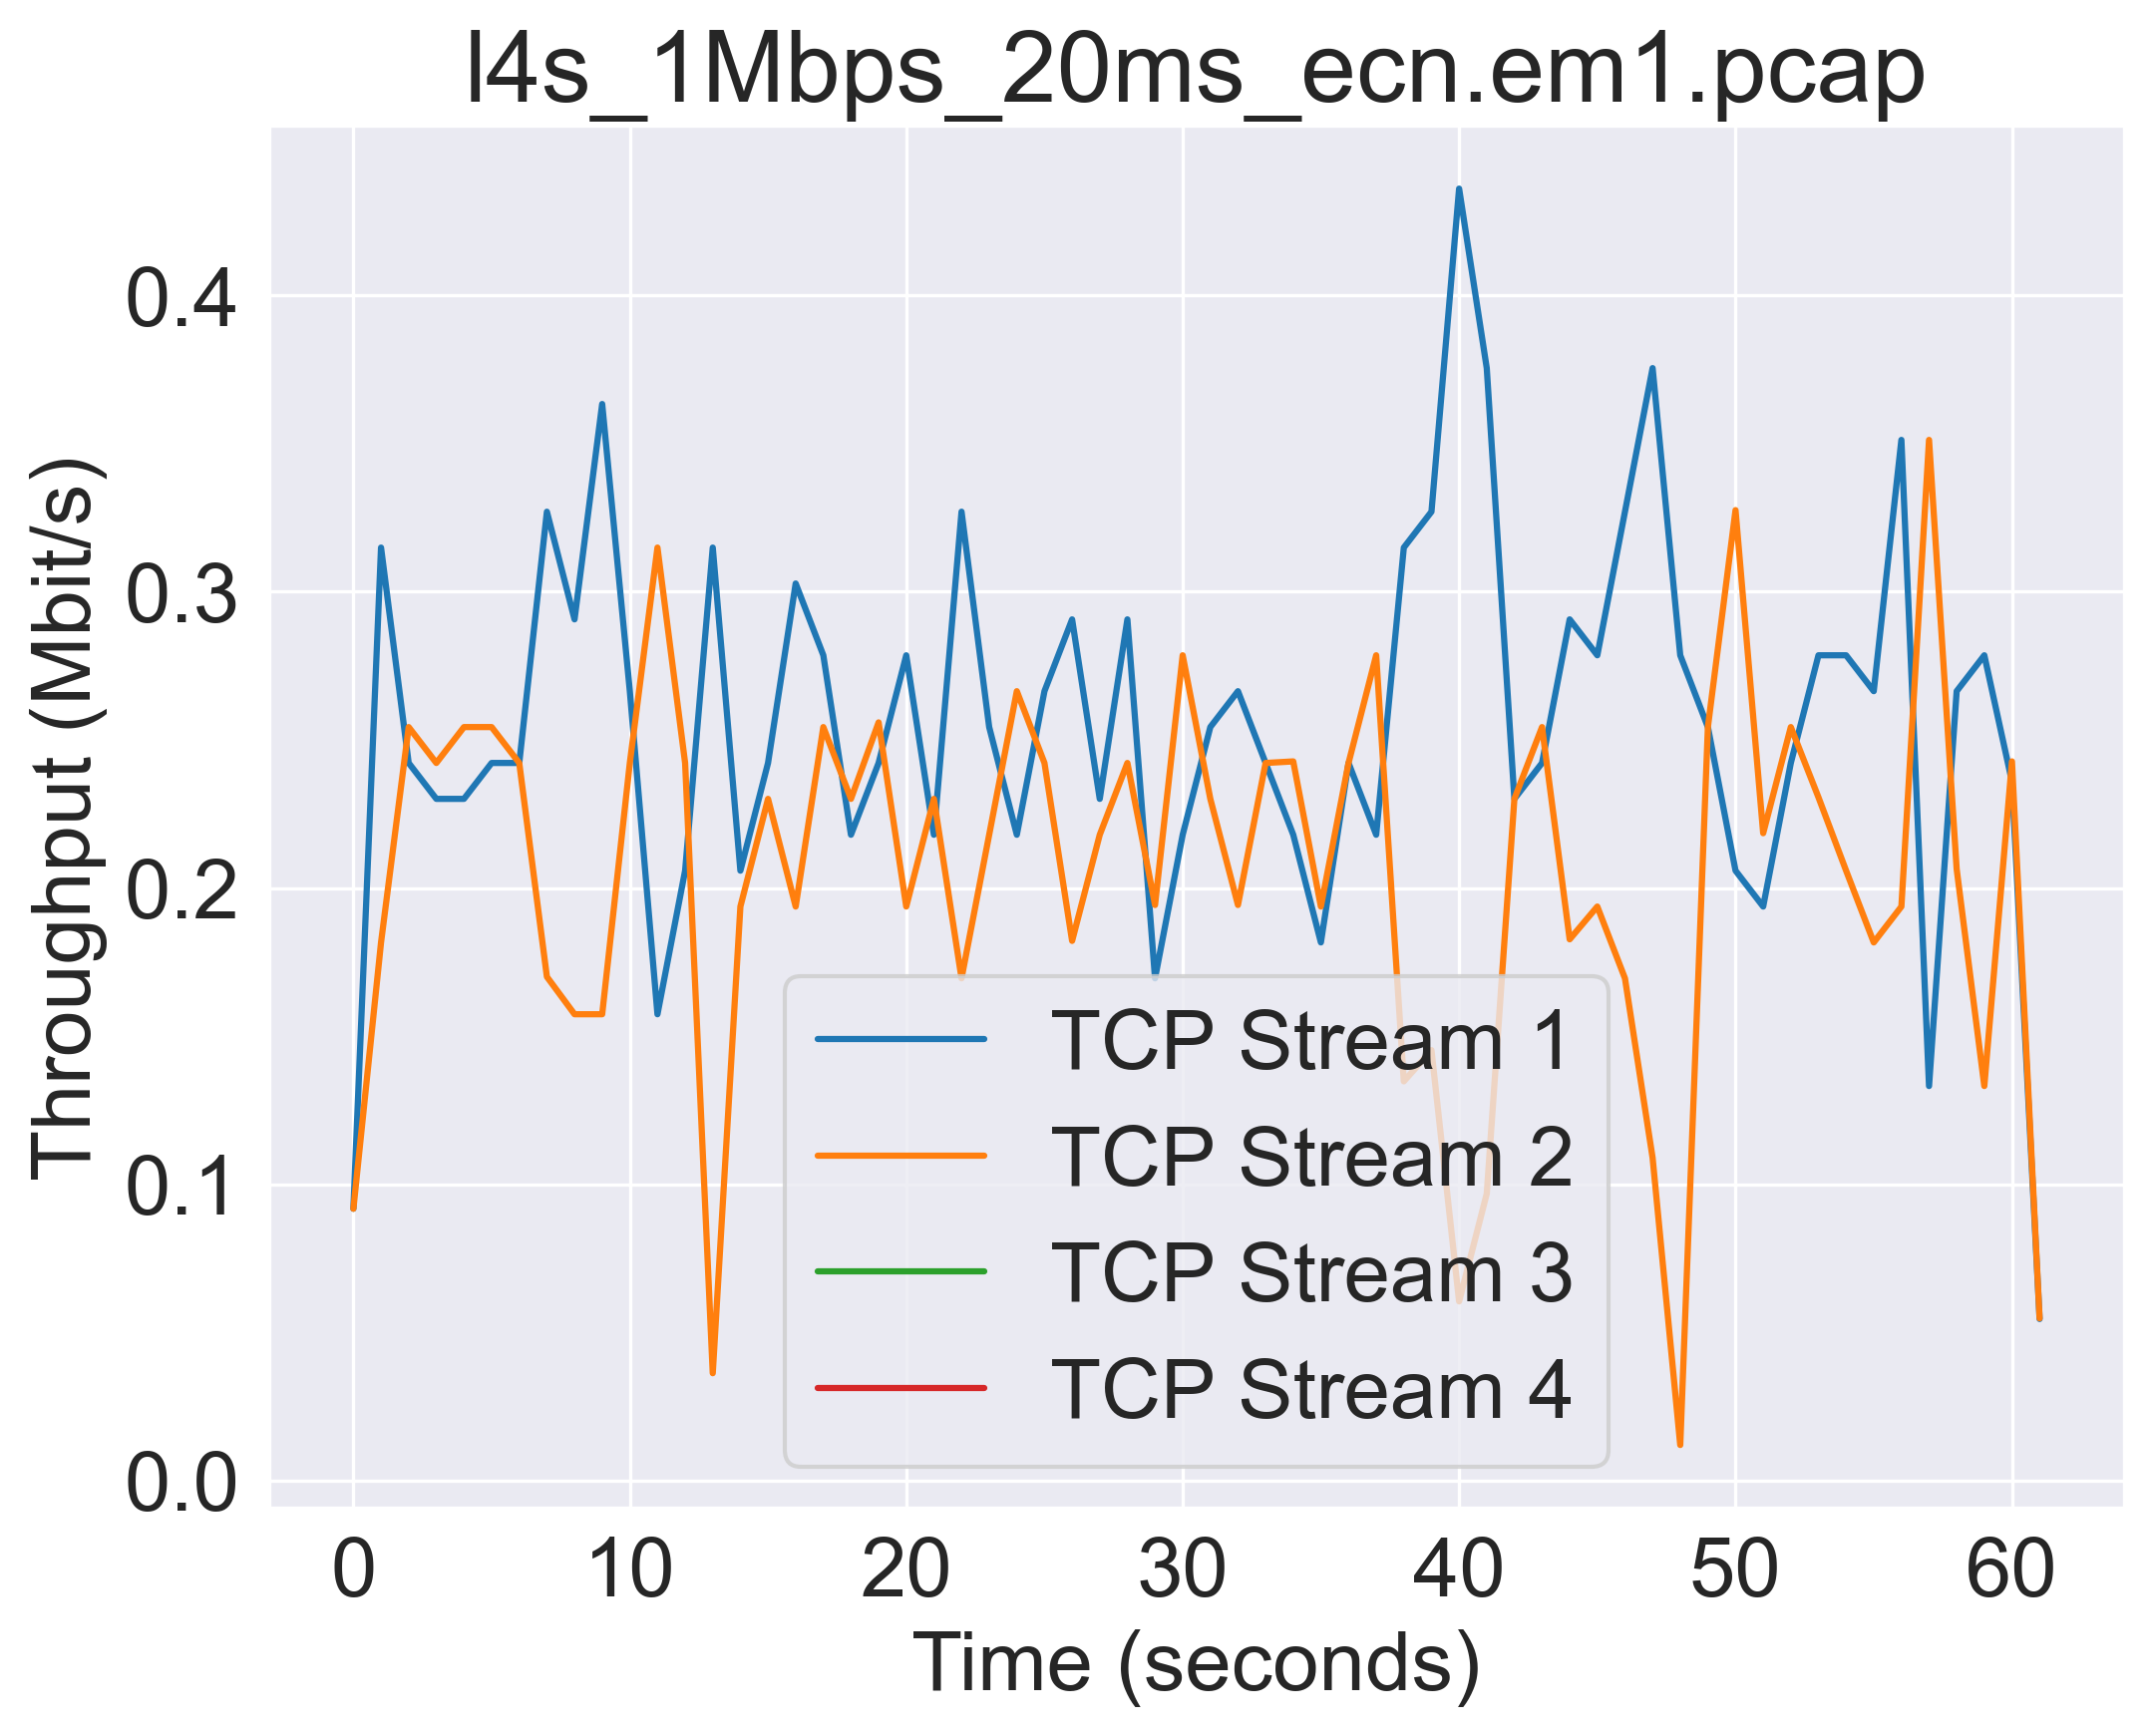 l4s_1Mbps_20ms_ecn.em1.pcap
Throughput (Mbit/s)
0.4
0.3
0.2
0.1
0.0
TCP Stream 1
TCP Stream 2
TCP Stream 3
TCP Stream 4
0 10 20 30 40 50 60
Time (seconds)